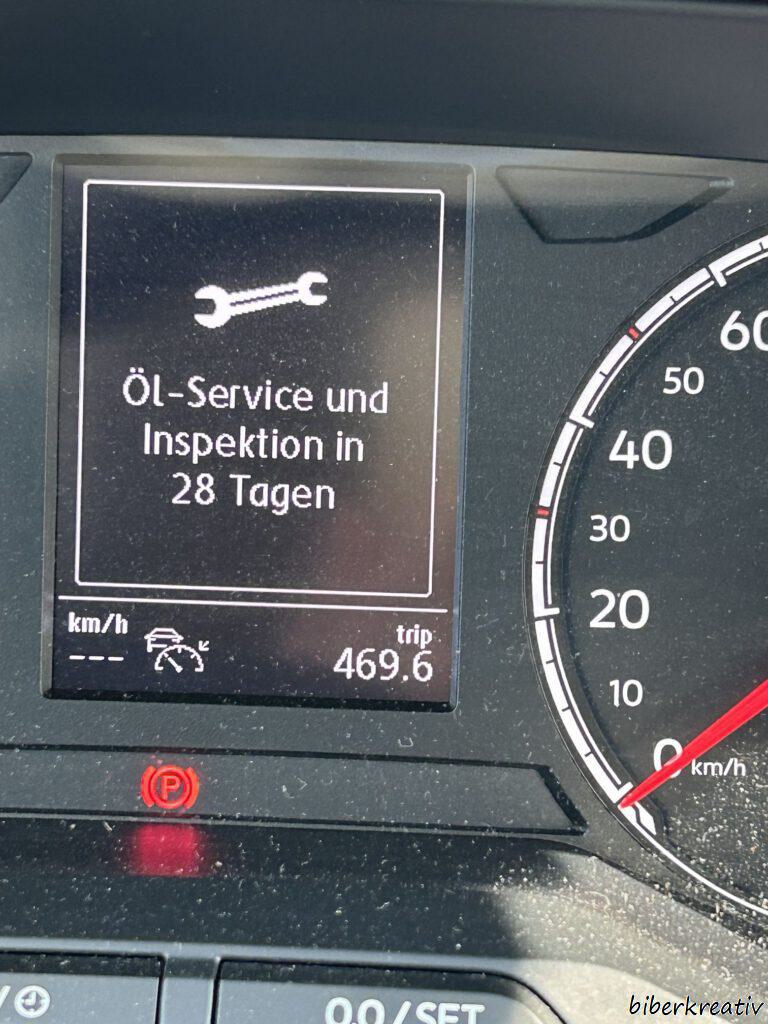 Öl-Service und
Inspektion in
28 Tagen
km/h
trip
---
469.6
60
50
40
30
20
10
0 km/h
P
0.0/SET
biberkreativ